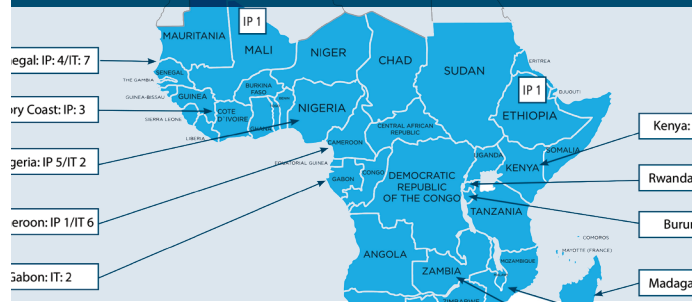 IP 1
MAURITANIA
MALI
NIGER
CHAD
SUDAN
ERITREA
negal: IP: 4/IT: 7
SENEGAL
THE GAMBIA
GUINEA-BISSAU
GUINEA
SIERRA LEONE
LIBERIA
BURKINA
FASO
COTE
D'IVOIRE
GHANA
NIGERIA
IP 1
DJIBOUTI
ETHIOPIA
ory Coast: IP: 3
CENTRAL AFRICAN
REPUBLIC
CAMEROON
EQUATORIAL GUINEA
SOMALIA
Kenya:
geria: IP 5/IT 2
UGANDA
KENYA
GABON
CONGO
DEMOCRATIC
REPUBLIC
OF THE CONGO
Rwanda
TANZANIA
Buru
eroon: IP 1/IT 6
COMOROS
MAYOTTE (FRANCE)
ANGOLA
ZAMBIA
MOZAMBIQUE
Gabon: IT: 2
Madaga
ZIMBABWE